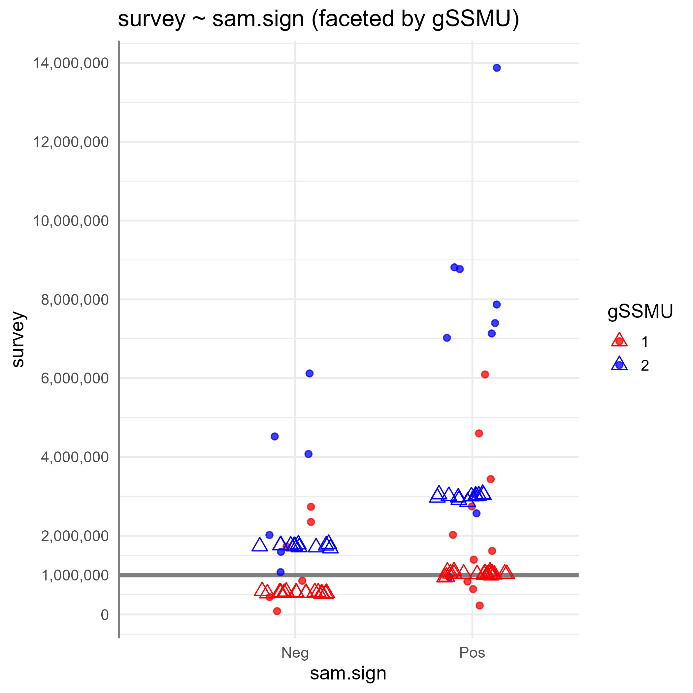 survey ~ sam.sign (faceted by gSSMU)
14,000,000
12,000,000
10,000,000
8,000,000
6,000,000
4,000,000
2,000,000
1,000,000
0
survey
Neg
Pos
sam.sign
gSSMU
1
2